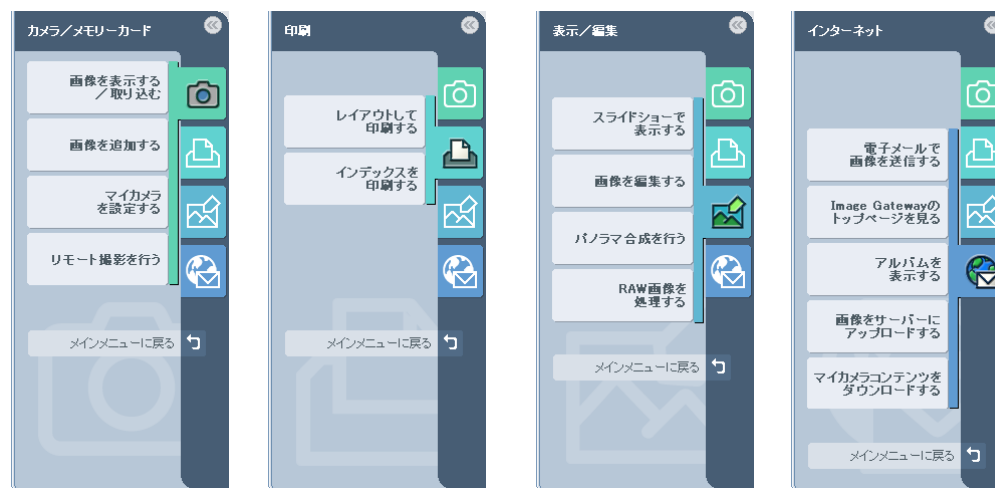 カメラ／メモリーカード
画像を表示する
／取り込む
画像を追加する
マイカメラ
を設定する
リモート撮影を行う
メインメニューに戻る
印刷
レイアウトして
印刷する
インデックスを
印刷する
メインメニューに戻る
表示／編集
スライドショーで
表示する
画像を編集する
パノラマ合成を行う
RAW画像を
処理する
メインメニューに戻る
インターネット
電子メールで
画像を送信する
Image Gatewayの
トップページを見る
アルバムを
表示する
画像をサーバーに
アップロードする
マイカメラコンテンツを
ダウンロードする
メインメニューに戻る